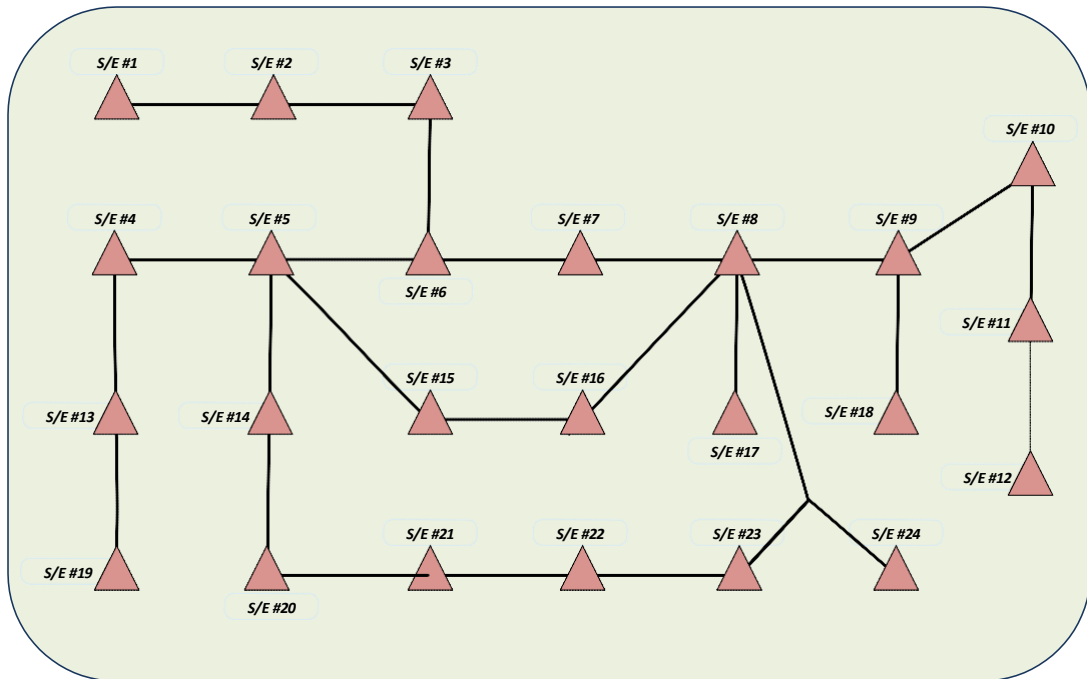 S/E #1
S/E #2
S/E #3
S/E #10
S/E #4
S/E #5
S/E #7
S/E #8
S/E #9
S/E #6
S/E #11
S/E #15
S/E #16
S/E #13
S/E #14
S/E #18
S/E #17
S/E #12
S/E #21
S/E #22
S/E #23
S/E #24
S/E #19
S/E #20